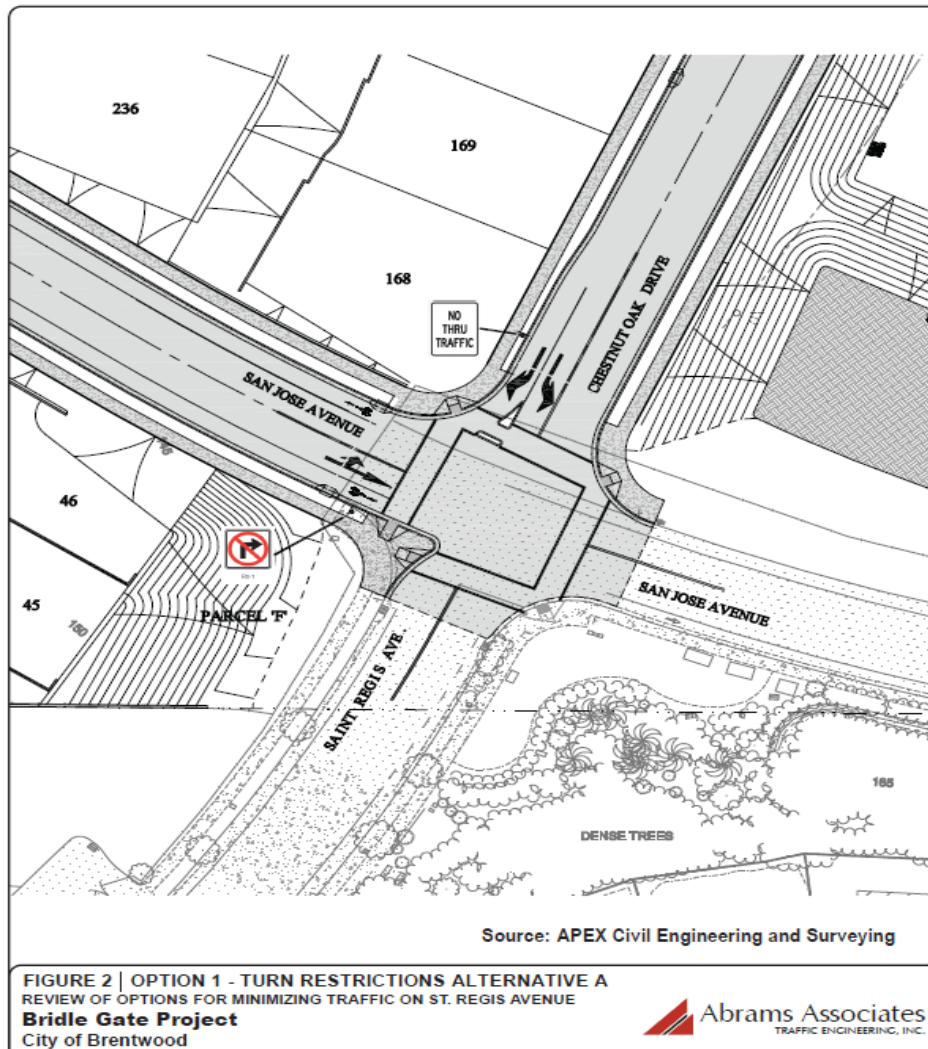 236
169
168
NO
THRU
TRAFFIC
CHESTNUT OAK DRIVE
SAN JOSE AVENUE
46
45
PARCEL 'F'
SAN JOSE AVENUE
SAINT REGIS AVE
165
DENSE TREES
Source: APEX Civil Engineering and Surveying
FIGURE 2 | OPTION 1 - TURN RESTRICTIONS ALTERNATIVE A
REVIEW OF OPTIONS FOR MINIMIZING TRAFFIC ON ST. REGIS AVENUE
Bridle Gate Project
City of Brentwood
Abrams Associates
TRAFFIC ENGINEERING, INC.